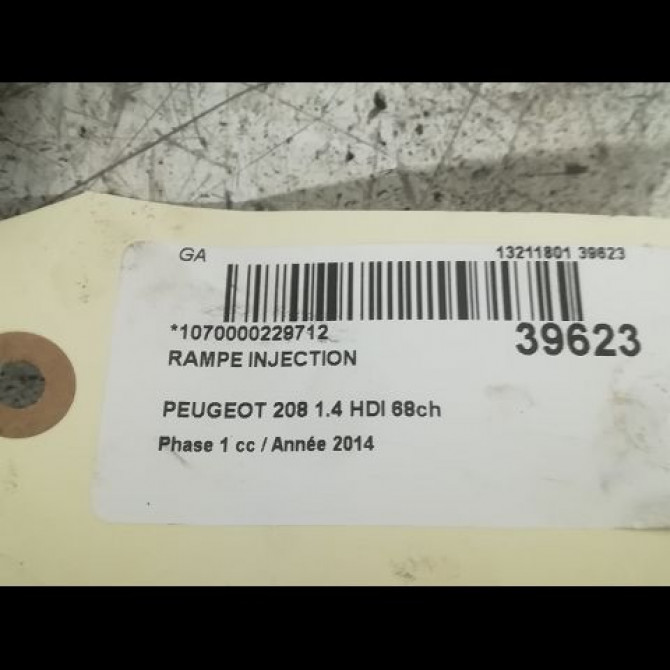 GA 13211801 39623
*1070000229712 39623
RAMPE INJECTION
PEUGEOT 208 1.4 HDI 68ch
Phase 1 cc / Année 2014